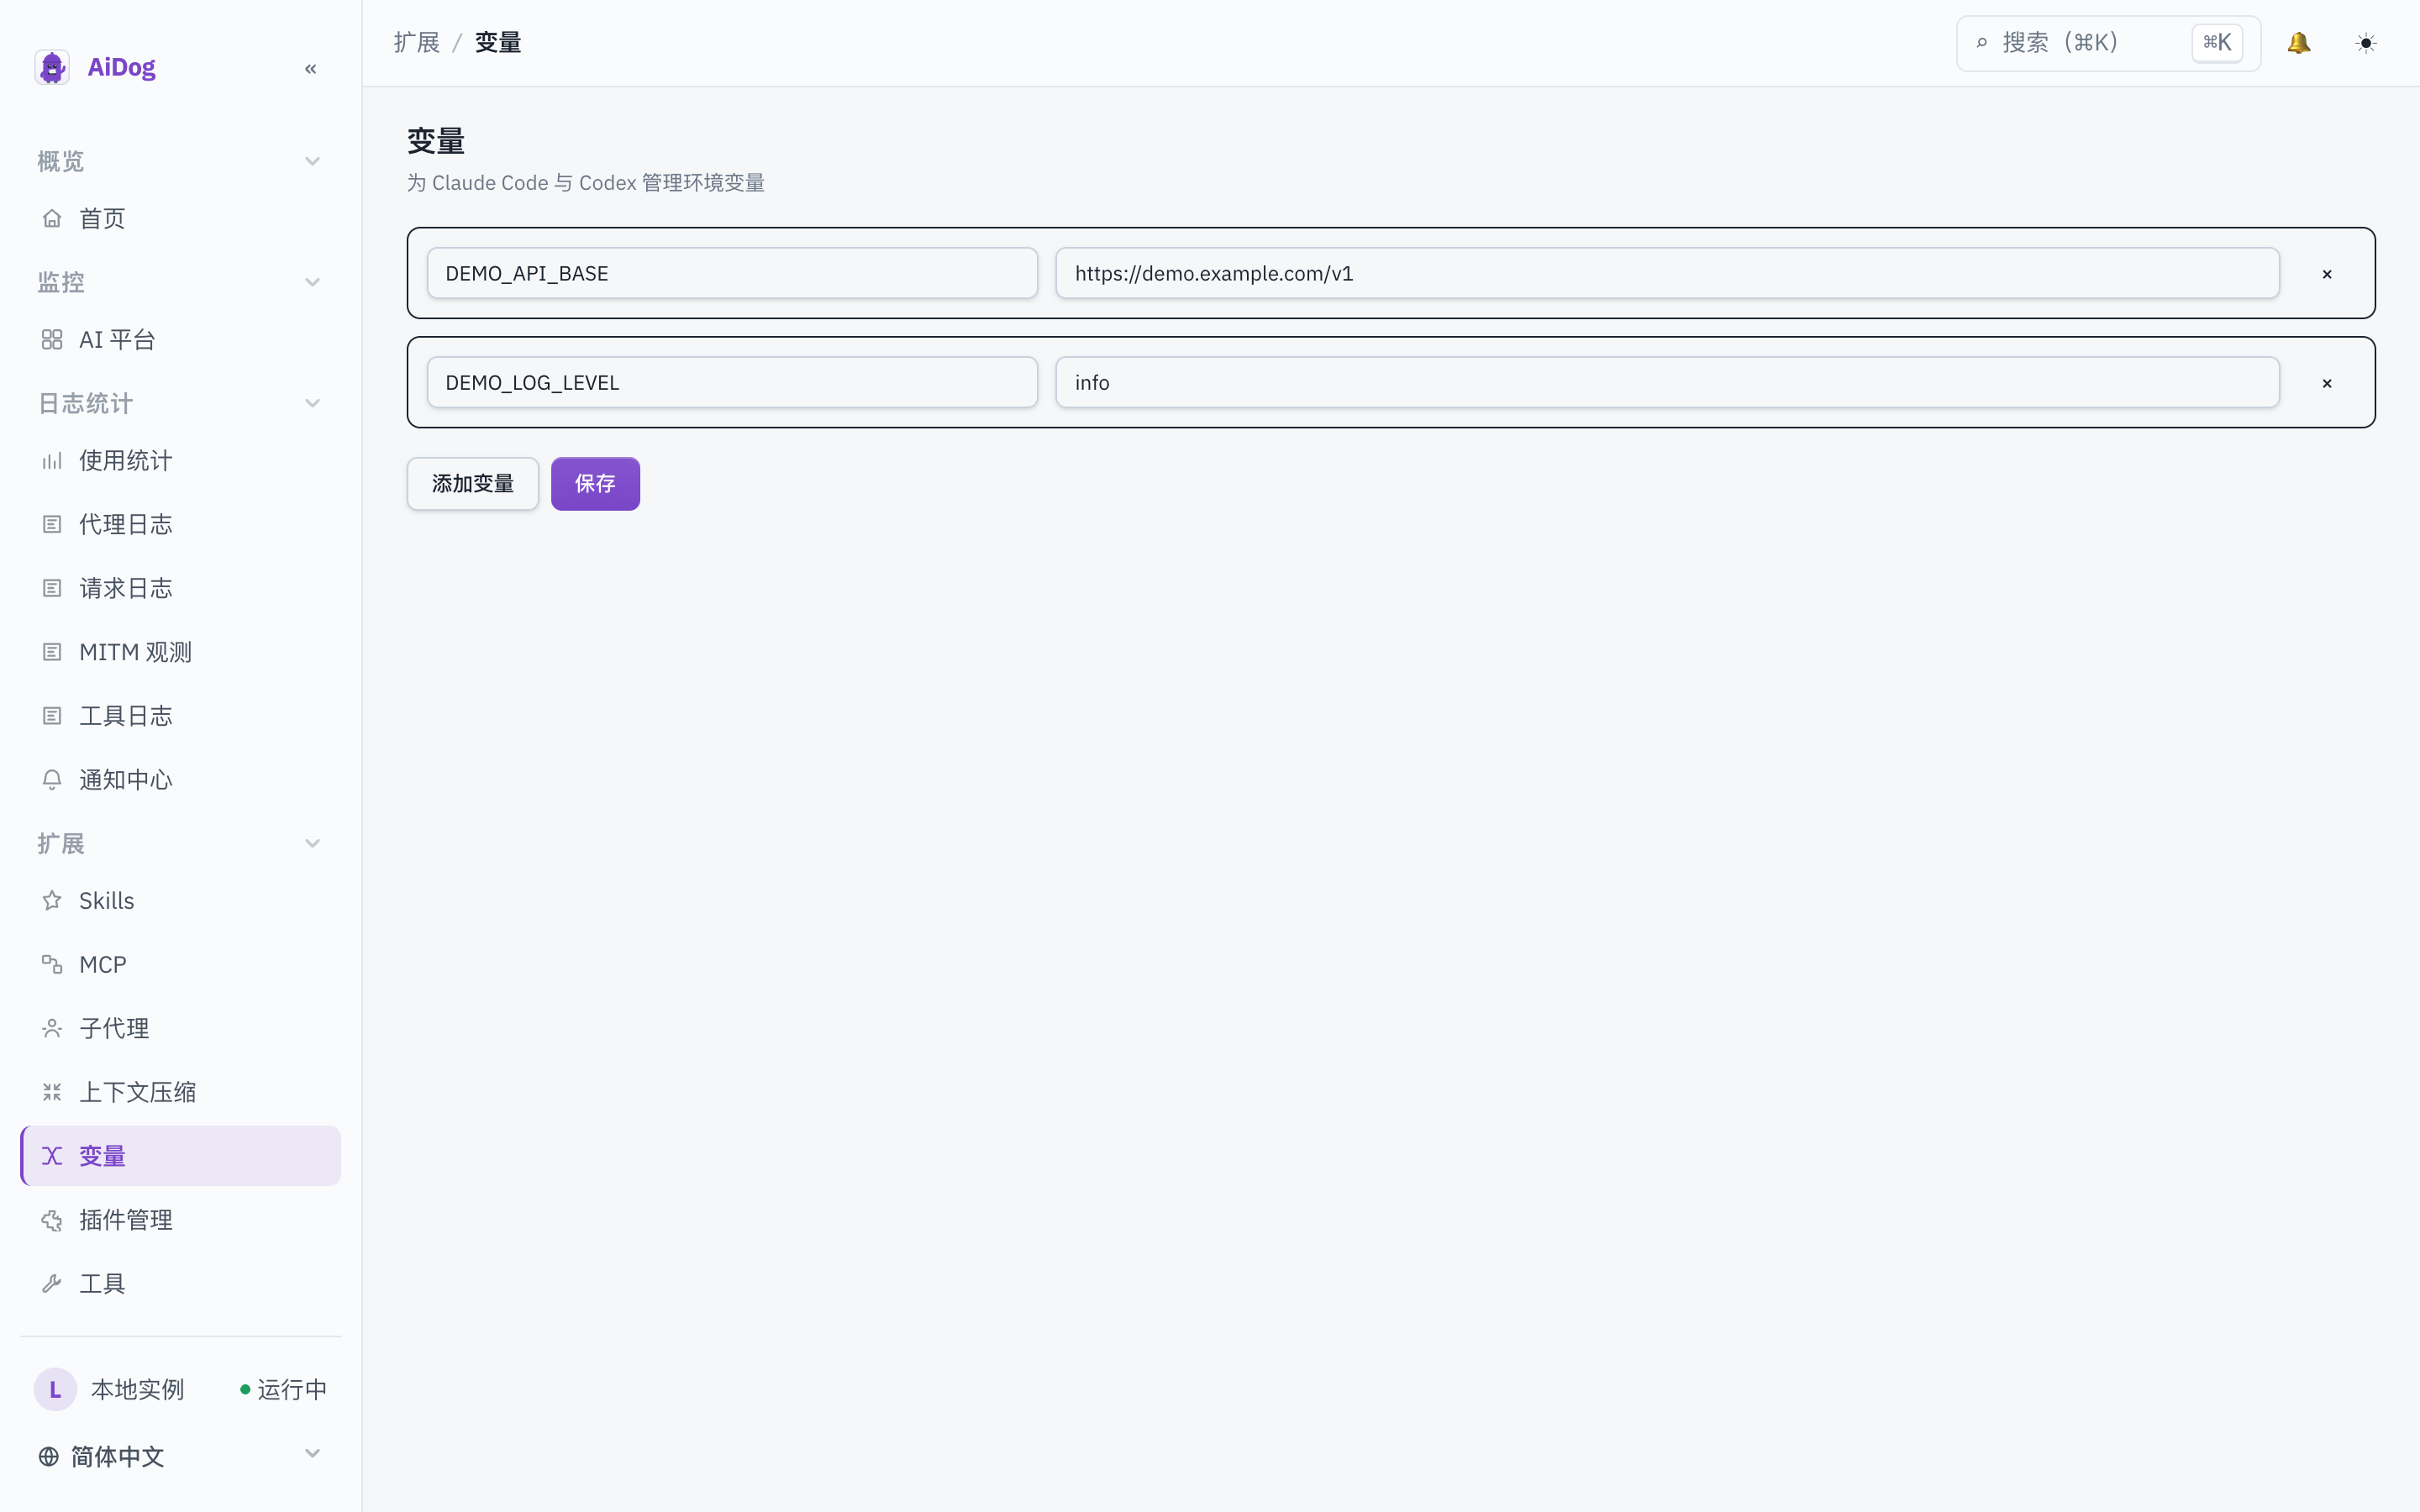 AiDog
«
概览
首页
监控
AI 平台
日志统计
使用统计
代理日志
请求日志
MITM 观测
工具日志
通知中心
扩展
Skills
MCP
子代理
上下文压缩
变量
插件管理
工具
L 本地实例 运行中
简体中文
扩展 / 变量
搜索（⌘K） ⌘K
变量
为 Claude Code 与 Codex 管理环境变量
DEMO_API_BASE https://demo.example.com/v1 ×
DEMO_LOG_LEVEL info ×
添加变量 保存